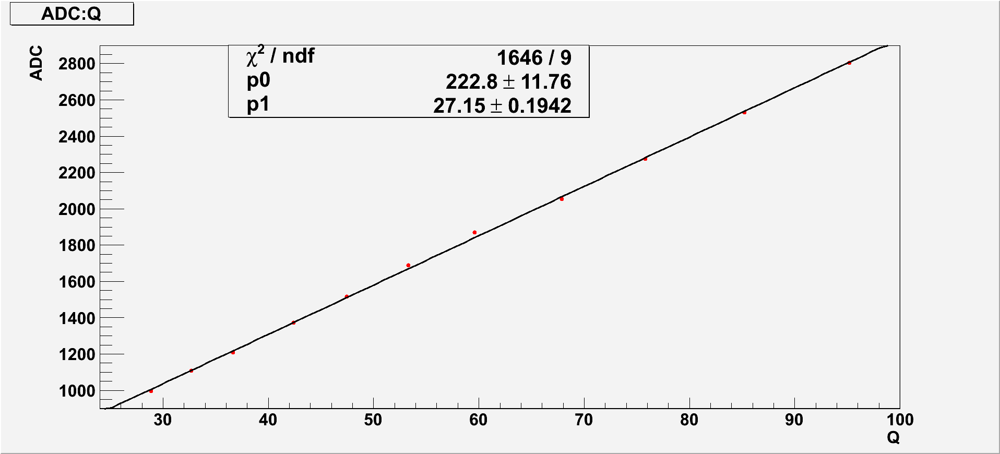 ADC:Q
ADC
χ2 / ndf 1646 / 9
p0 222.8 ± 11.76
p1 27.15 ± 0.1942
2800
2600
2400
2200
2000
1800
1600
1400
1200
1000
30 40 50 60 70 80 90 100
Q